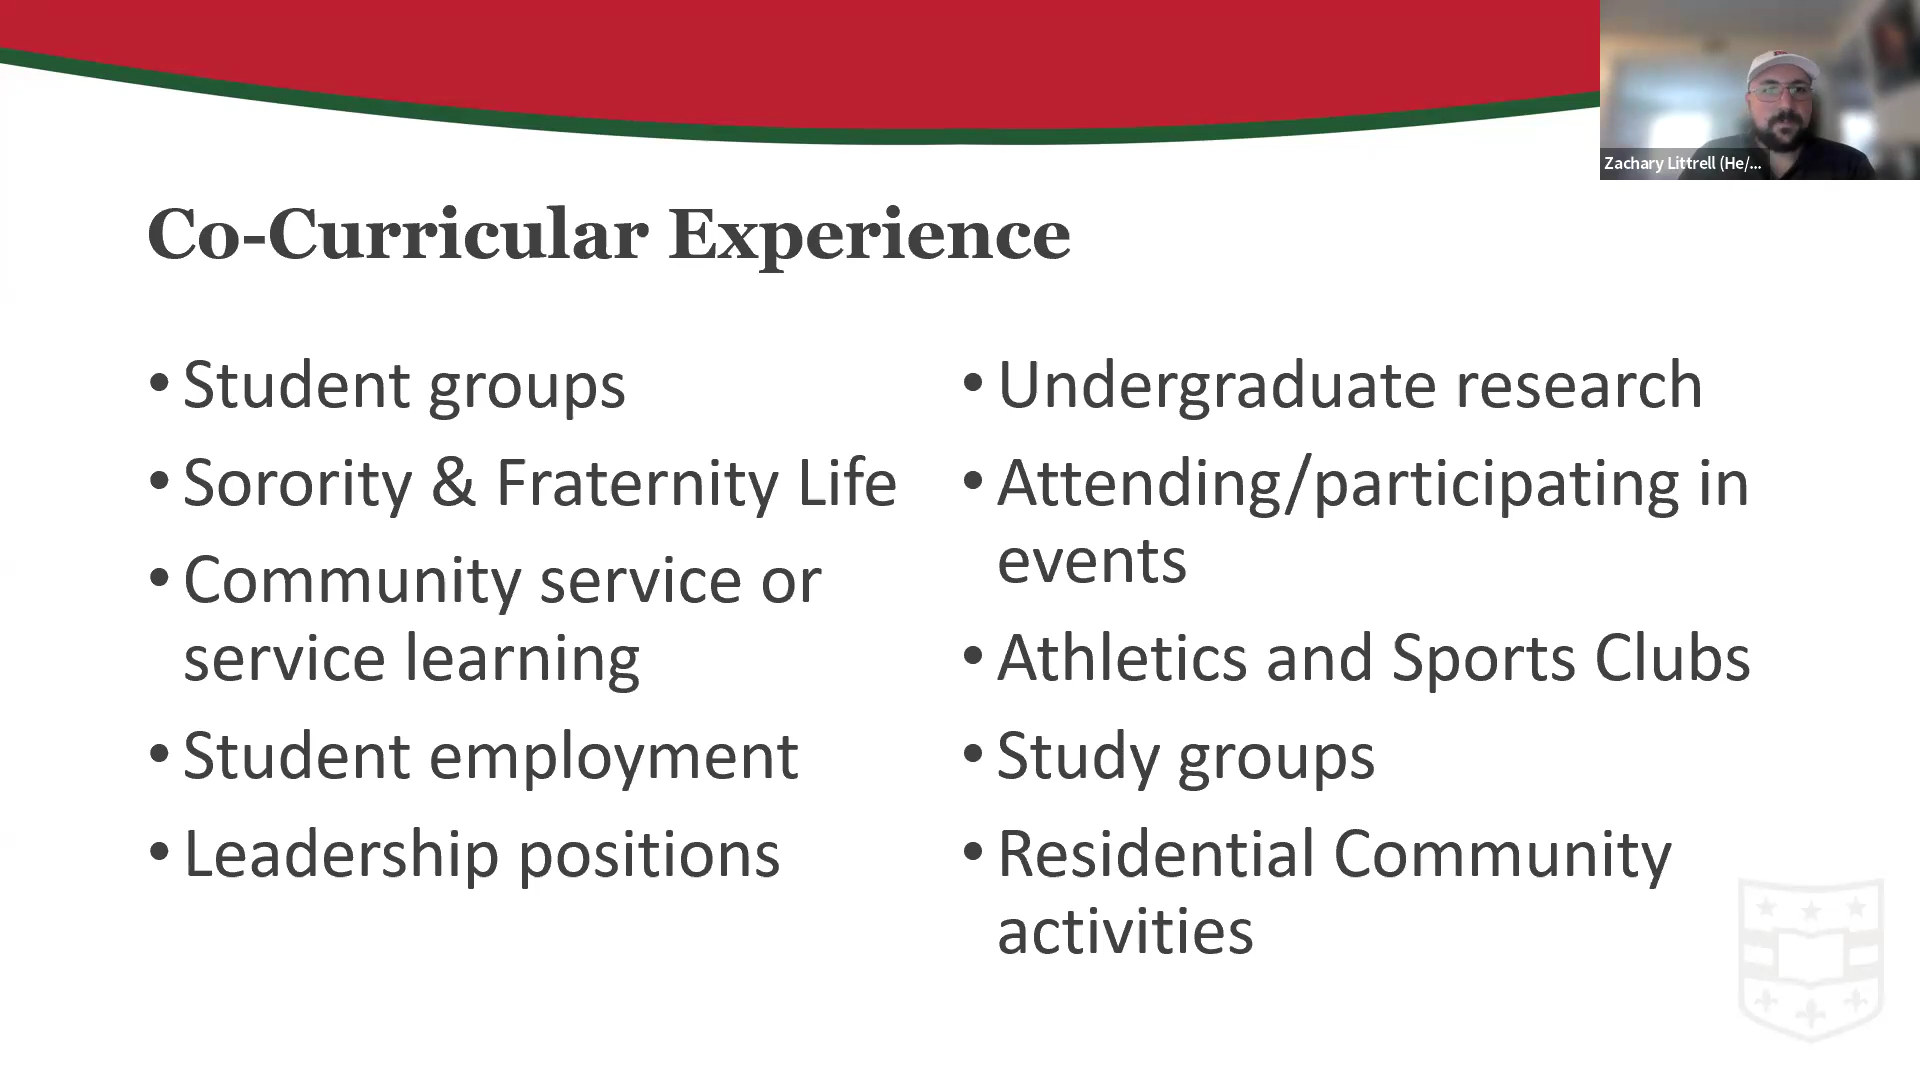 Zachary Littrell (He/...
Co-Curricular Experience
• Student groups
• Sorority & Fraternity Life
• Community service or
service learning
• Student employment
• Leadership positions
• Undergraduate research
• Attending/participating in
events
• Athletics and Sports Clubs
• Study groups
• Residential Community
activities